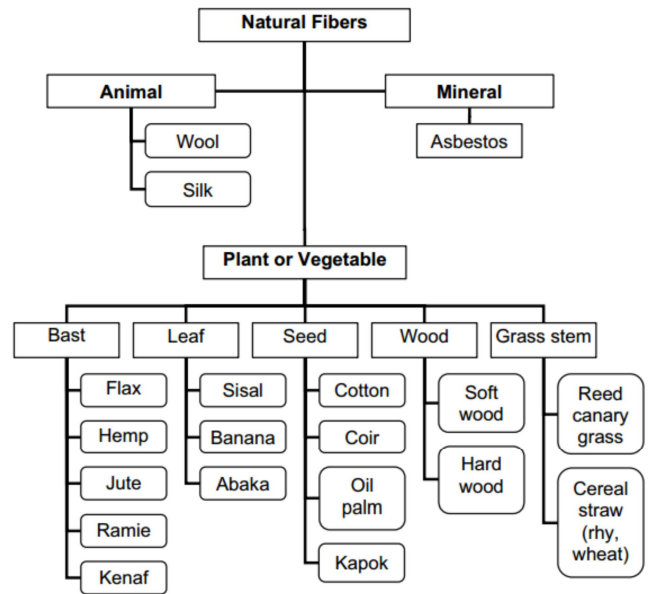 Natural Fibers
Animal
Mineral
Wool
Asbestos
Silk
Plant or Vegetable
Bast
Leaf
Seed
Wood
Grass stem
Flax
Hemp
Jute
Ramie
Kenaf
Sisal
Banana
Abaka
Cotton
Coir
Oil
palm
Kapok
Soft
wood
Hard
wood
Reed
canary
grass
Cereal
straw
(rhy,
wheat)